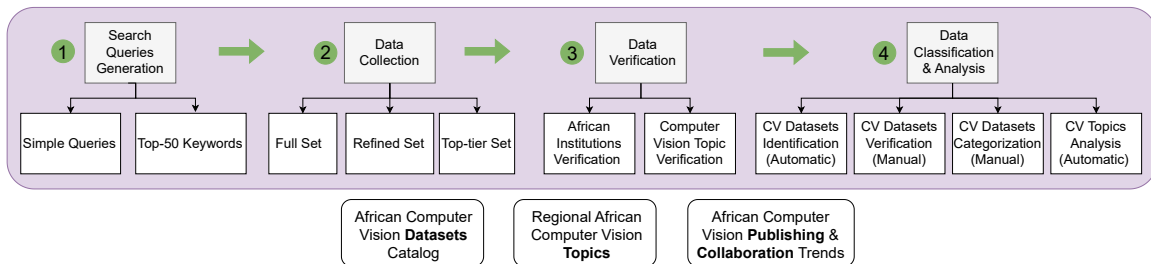 1
Search
Queries
Generation
2
Data
Collection
3
Data
Verification
4
Data
Classification
& Analysis
Simple Queries
Top-50 Keywords
Full Set
Refined Set
Top-tier Set
African
Institutions
Verification
Computer
Vision Topic
Verification
CV Datasets
Identification
(Automatic)
CV Datasets
Verification
(Manual)
CV Datasets
Categorization
(Manual)
CV Topics
Analysis
(Automatic)
African Computer
Vision Datasets
Catalog
Regional African
Computer Vision
Topics
African Computer
Vision Publishing &
Collaboration Trends